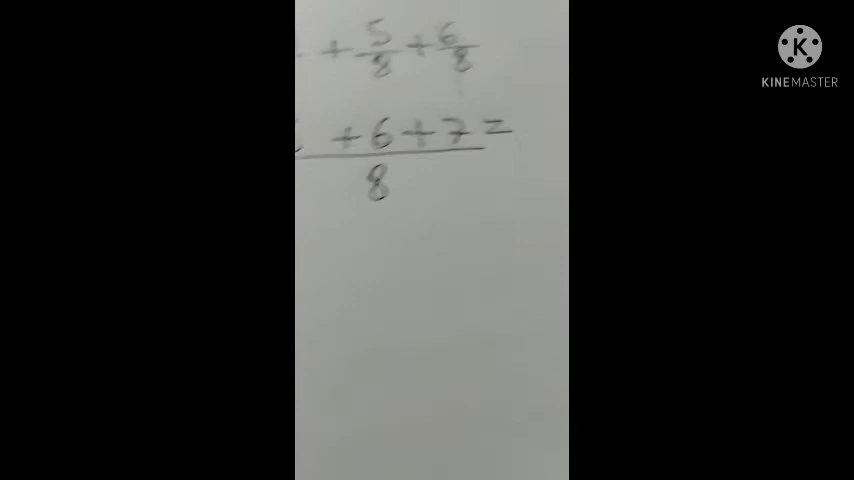 + 5/8 + 6/8
+ 6 + 7 =
8
KINEMASTER